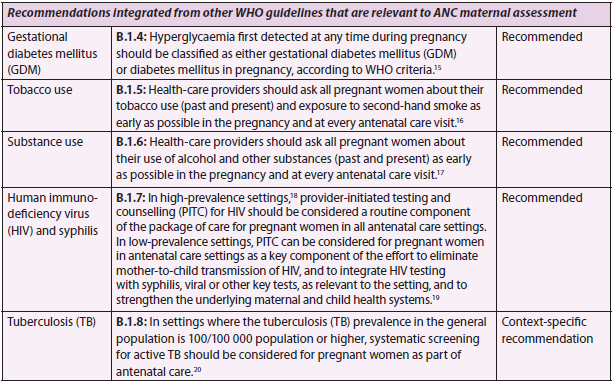 Recommendations integrated from other WHO guidelines that are relevant to ANC maternal assessment
Gestational
diabetes mellitus
(GDM)
B.1.4: Hyperglycaemia first detected at any time during pregnancy
should be classified as either gestational diabetes mellitus (GDM)
or diabetes mellitus in pregnancy, according to WHO criteria.¹⁵
Recommended
Tobacco use
B.1.5: Health-care providers should ask all pregnant women about their
tobacco use (past and present) and exposure to second-hand smoke as
early as possible in the pregnancy and at every antenatal care visit.¹⁶
Recommended
Substance use
B.1.6: Health-care providers should ask all pregnant women about
their use of alcohol and other substances (past and present) as early
as possible in the pregnancy and at every antenatal care visit.¹⁷
Recommended
Human immuno-
deficiency virus
(HIV) and syphilis
B.1.7: In high-prevalence settings,¹⁸ provider-initiated testing and
counselling (PITC) for HIV should be considered a routine component
of the package of care for pregnant women in all antenatal care settings.
In low-prevalence settings, PITC can be considered for pregnant women
in antenatal care settings as a key component of the effort to eliminate
mother-to-child transmission of HIV, and to integrate HIV testing
with syphilis, viral or other key tests, as relevant to the setting, and to
strengthen the underlying maternal and child health systems.¹⁹
Recommended
Tuberculosis (TB)
B.1.8: In settings where the tuberculosis (TB) prevalence in the general
population is 100/100 000 population or higher, systematic screening
for active TB should be considered for pregnant women as part of
antenatal care.²⁰
Context-specific
recommendation